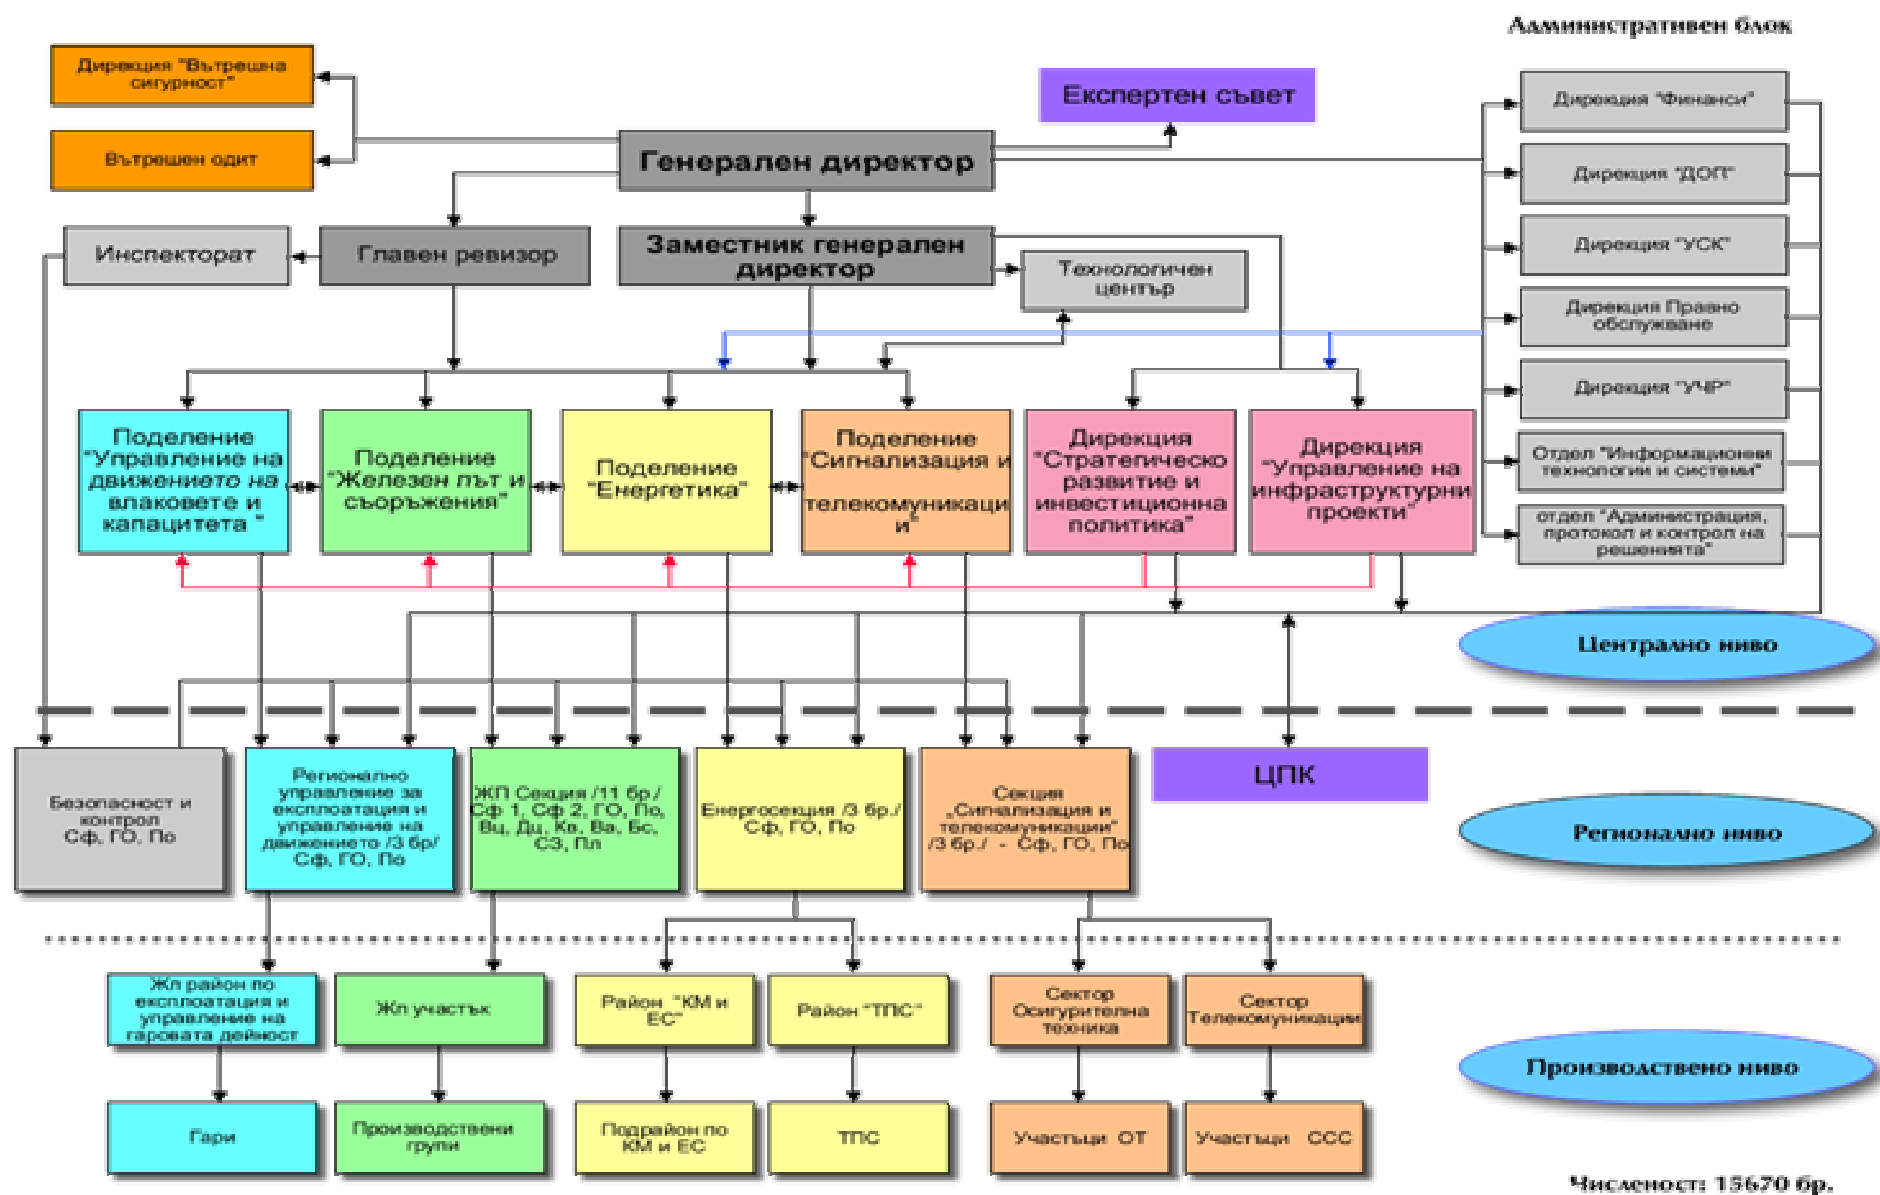 Административен блок
Дирекция "Вътрешна
сигурност"
Вътрешен одит
Експертен съвет
Генерален директор
Инспекторат
Главен ревизор
Заместник генерален
директор
Технологичен
център
Дирекция "Финанси"
Дирекция "ДОП"
Дирекция "УСК"
Дирекция Правно
обслужване
Дирекция "УЧР"
Отдел "Информационни
технологии и системи"
отдел "Администрация,
протокол и контрол на
решенията"
Поделение
"Управление на
движението на
влаковете и
капацитета "
Поделение
"Железен път и
съоръжения"
Поделение
"Енергетика"
Поделение
"Сигнализация и
телекомуникаци
и"
Дирекция
"Стратегическо
развитие и
инвестиционна
политика"
Дирекция
"Управление на
инфраструктурни
проекти"
Централно ниво
Безопасност и
контрол
Сф, ГО, По
Регионално
управление за
експлоатация и
управление на
движението /3 бр/
Сф, ГО, По
ЖП Секция /11 бр./
Сф 1, Сф 2, ГО, По,
Вц, Дц, Кв, Ва, Бс,
СЗ, Пл
Енергосекция /3 бр./
Сф, ГО, По
Секция
„Сигнализация и
телекомуникации"
/3 бр./ - Сф, ГО, По
ЦПК
Регионално ниво
Жп район по
експлоатация и
управление на
гаровата дейност
Жп участък
Район "КМ и
ЕС"
Район "ТПС"
Сектор
Осигурителна
техника
Сектор
Телекомуникации
Производствено ниво
Гари
Производствени
групи
Подрайон по
КМ и ЕС
ТПС
Участъци ОТ
Участъци ССС
Численост: 15670 бр.